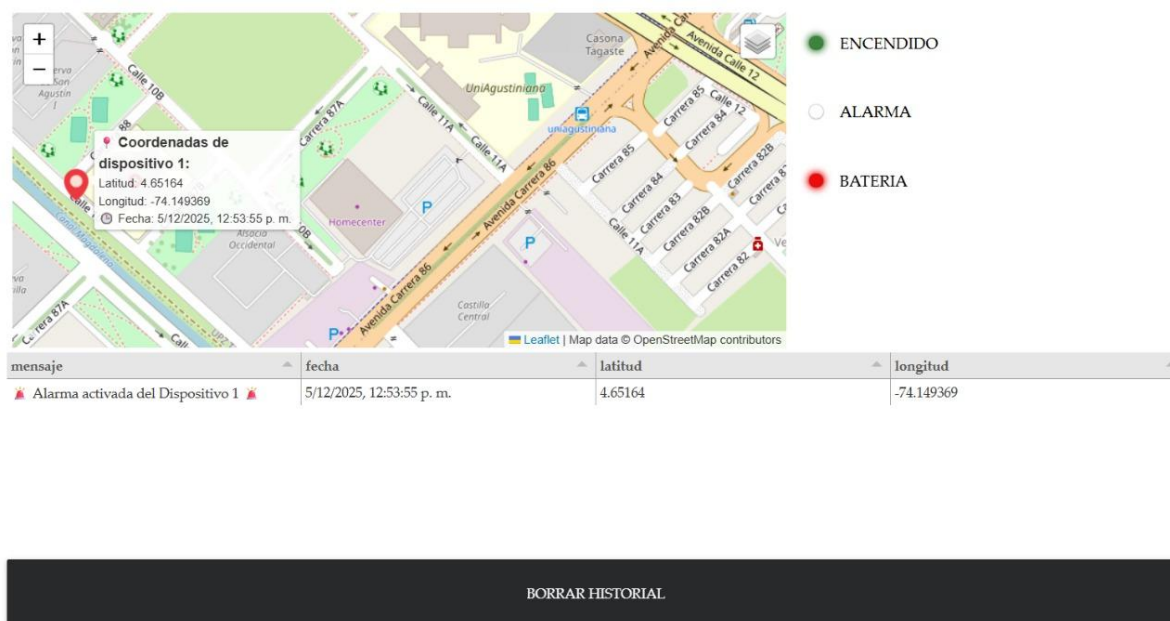 +
−
Casona
Tagaste
Avenida Carrera
Avenida Calle 12
UniAgustiniana
uniagustiniana
Calle 10B
Agustin
I
Carrera 87A
Calle 11A
Calle 11A
Carrera 85
Calle 12
Carrera 84
Carrera 85
Carrera 84
Carrera 83
Carrera 82B
Carrera 82B
Carrera 82A
Carrera 82
Calle 11A
Coordenadas de
dispositivo 1:
Latitud: 4.65164
Longitud: -74.149369
Fecha: 5/12/2025, 12:53:55 p. m.
Homecenter
P
P
P
Alsacia
Occidental
Avenida Carrera 86
Avenida Carrera 86
Castilla
Central
Leaflet | Map data © OpenStreetMap contributors
ENCENDIDO
ALARMA
BATERIA
mensaje fecha latitud longitud
Alarma activada del Dispositivo 1 5/12/2025, 12:53:55 p. m. 4.65164 -74.149369
BORRAR HISTORIAL